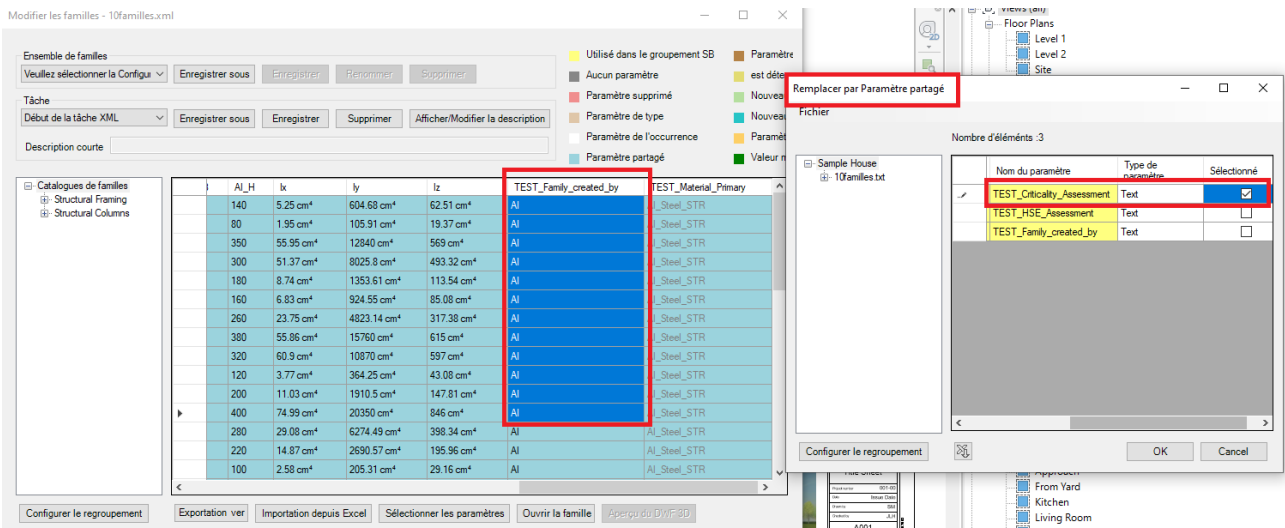 Modifier les familles - 10familles.xml
Ensemble de familles
Veuillez sélectionner la Configur
Enregistrer sous
Enregistrer
Renommer
Supprimer
Tâche
Début de la tâche XML
Enregistrer sous
Enregistrer
Supprimer
Afficher/Modifier la description
Description courte
Utilisé dans le groupement SB
Aucun paramètre
Paramètre supprimé
Paramètre de type
Paramètre de l'occurrence
Paramètre partagé
Paramètre
est déte
Nouveau
Nouveau
Paramèt
Valeur m
Catalogues de familles
Structural Framing
Structural Columns
AI_H Ix Iy Iz TEST_Family_created_by TEST_Material_Primary
140 5.25 cm⁴ 604.68 cm⁴ 62.51 cm⁴ AI AI_Steel_STR
80 1.95 cm⁴ 105.91 cm⁴ 19.37 cm⁴ AI AI_Steel_STR
350 55.95 cm⁴ 12840 cm⁴ 569 cm⁴ AI AI_Steel_STR
300 51.37 cm⁴ 8025.8 cm⁴ 493.32 cm⁴ AI AI_Steel_STR
180 8.74 cm⁴ 1353.61 cm⁴ 113.54 cm⁴ AI AI_Steel_STR
160 6.83 cm⁴ 924.55 cm⁴ 85.08 cm⁴ AI AI_Steel_STR
260 23.75 cm⁴ 4823.14 cm⁴ 317.38 cm⁴ AI AI_Steel_STR
380 55.86 cm⁴ 15760 cm⁴ 615 cm⁴ AI AI_Steel_STR
320 60.9 cm⁴ 10870 cm⁴ 597 cm⁴ AI AI_Steel_STR
120 3.77 cm⁴ 364.25 cm⁴ 43.08 cm⁴ AI AI_Steel_STR
200 11.03 cm⁴ 1910.5 cm⁴ 147.81 cm⁴ AI AI_Steel_STR
400 74.99 cm⁴ 20350 cm⁴ 846 cm⁴ AI AI_Steel_STR
280 29.08 cm⁴ 6274.49 cm⁴ 398.34 cm⁴ AI AI_Steel_STR
220 14.87 cm⁴ 2690.57 cm⁴ 195.96 cm⁴ AI AI_Steel_STR
100 2.58 cm⁴ 205.31 cm⁴ 29.16 cm⁴ AI AI_Steel_STR
Configurer le regroupement
Exportation ver
Importation depuis Excel
Sélectionner les paramètres
Ouvrir la famille
Aperçu du DWF 3D
2D
Views (all)
Floor Plans
Level 1
Level 2
Site
Remplacer par Paramètre partagé
Fichier
Nombre d'éléments :3
Sample House
10familles.txt
Nom du paramètre Type de paramètre Sélectionné
TEST_Criticality_Assessment Text
TEST_HSE_Assessment Text
TEST_Family_created_by Text
Configurer le regroupement
OK
Cancel
Title Sheet
001-00
Issue Date
SM
JLH
A001
Approach
From Yard
Kitchen
Living Room